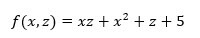 f(x, z) = xz + x² + z + 5